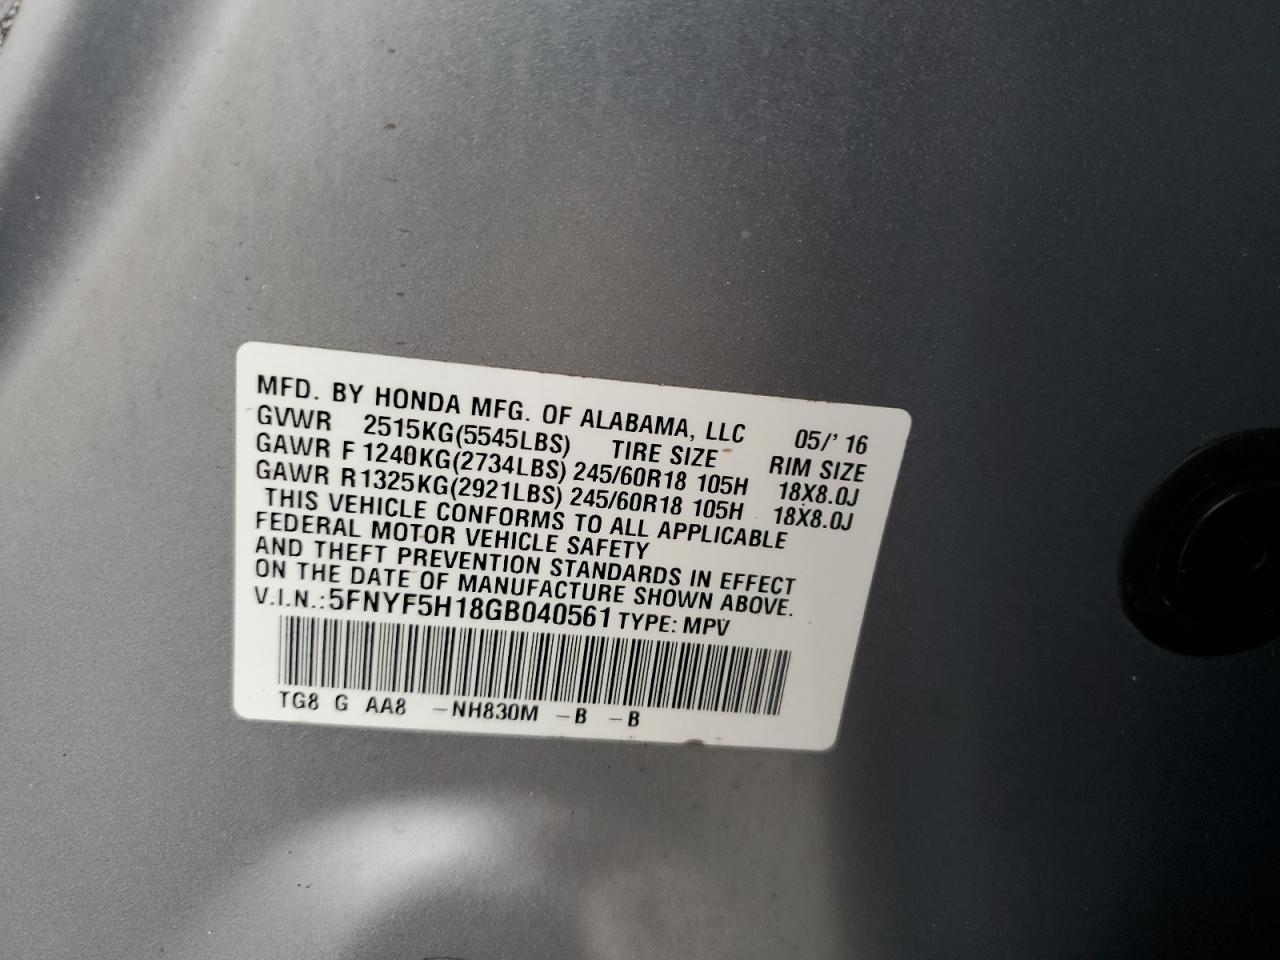 MFD. BY HONDA MFG. OF ALABAMA, LLC 05/' 16
GVWR 2515KG(5545LBS) TIRE SIZE RIM SIZE
GAWR F 1240KG(2734LBS) 245/60R18 105H 18X8.0J
GAWR R1325KG(2921LBS) 245/60R18 105H 18X8.0J
THIS VEHICLE CONFORMS TO ALL APPLICABLE
FEDERAL MOTOR VEHICLE SAFETY
AND THEFT PREVENTION STANDARDS IN EFFECT
ON THE DATE OF MANUFACTURE SHOWN ABOVE.
V.I.N.:5FNYF5H18GB040561 TYPE: MPV
TG8 G AA8 -NH830M -B -B